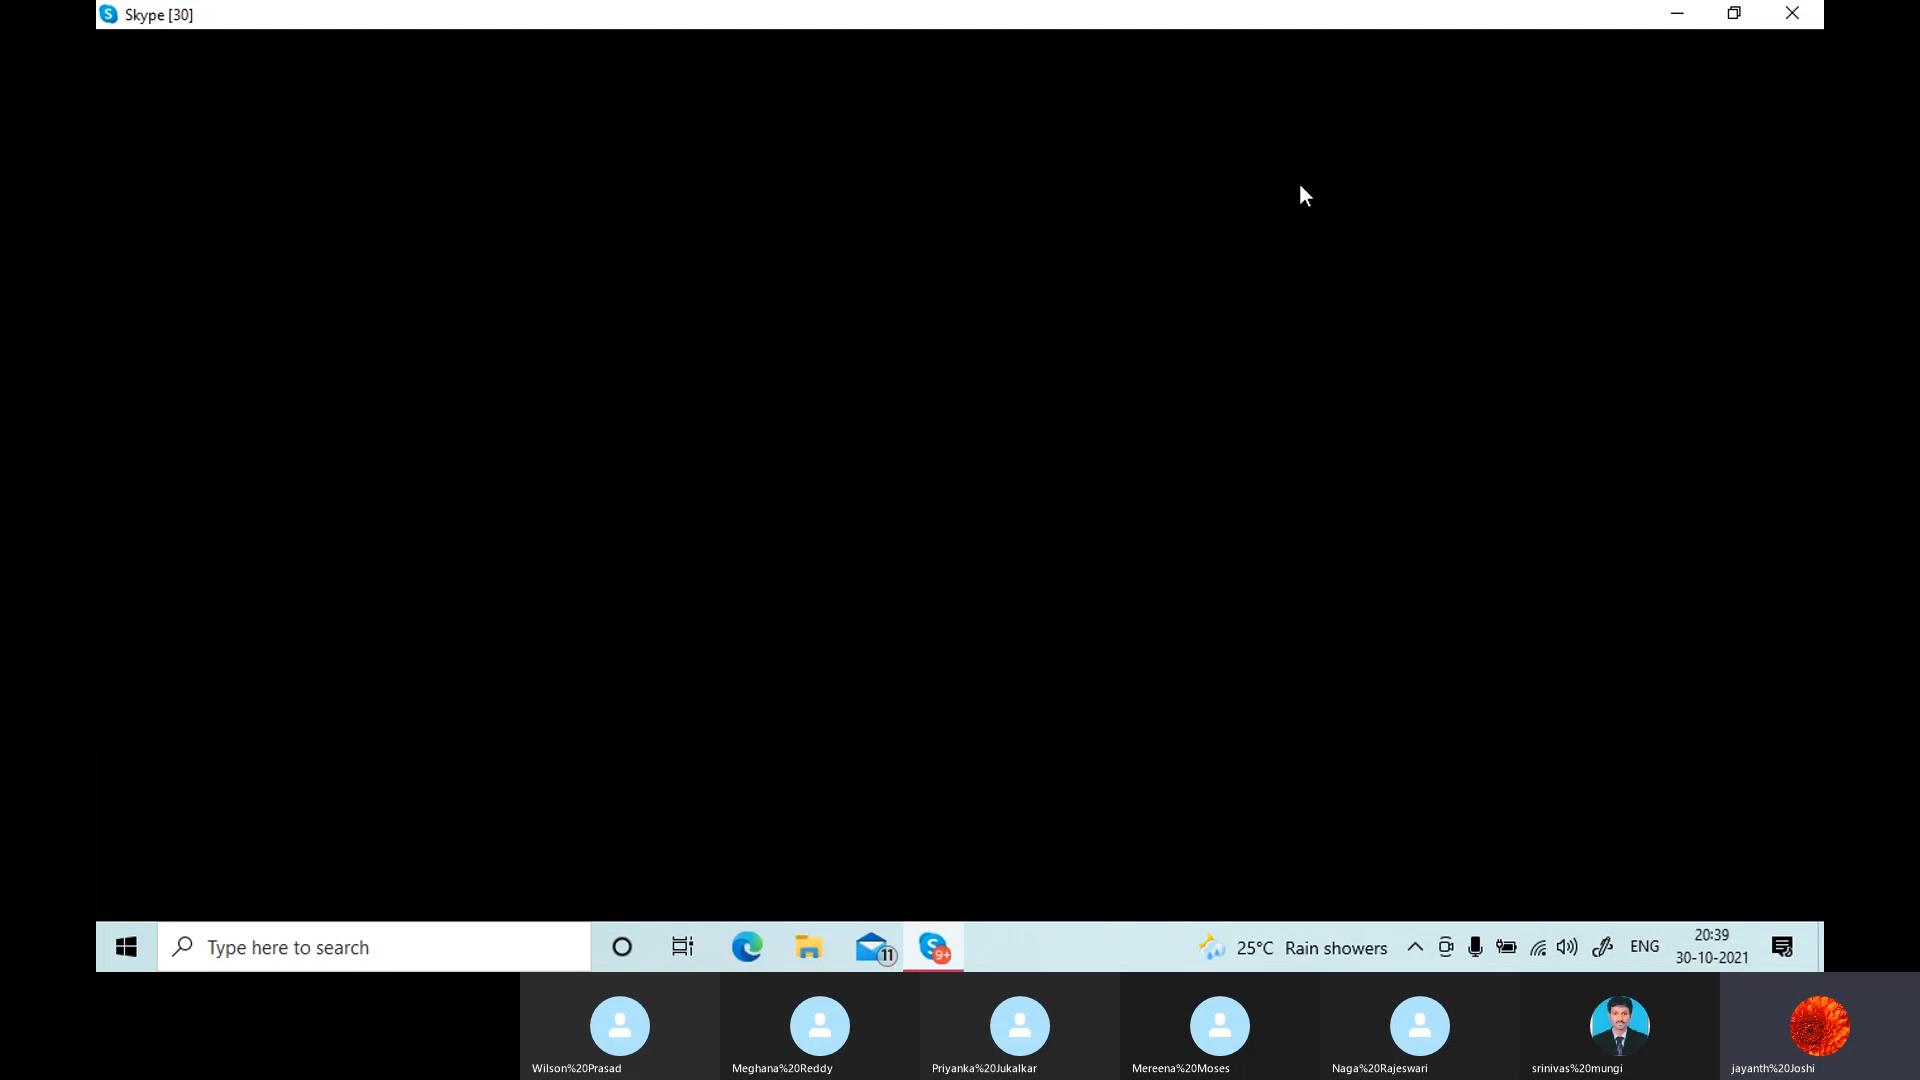 Skype [30]
Type here to search
11
9+
25°C Rain showers
ENG
20:39
30-10-2021
Wilson%20Prasad
Meghana%20Reddy
Priyanka%20Jukalkar
Mereena%20Moses
Naga%20Rajeswari
srinivas%20mungi
jayanth%20Joshi